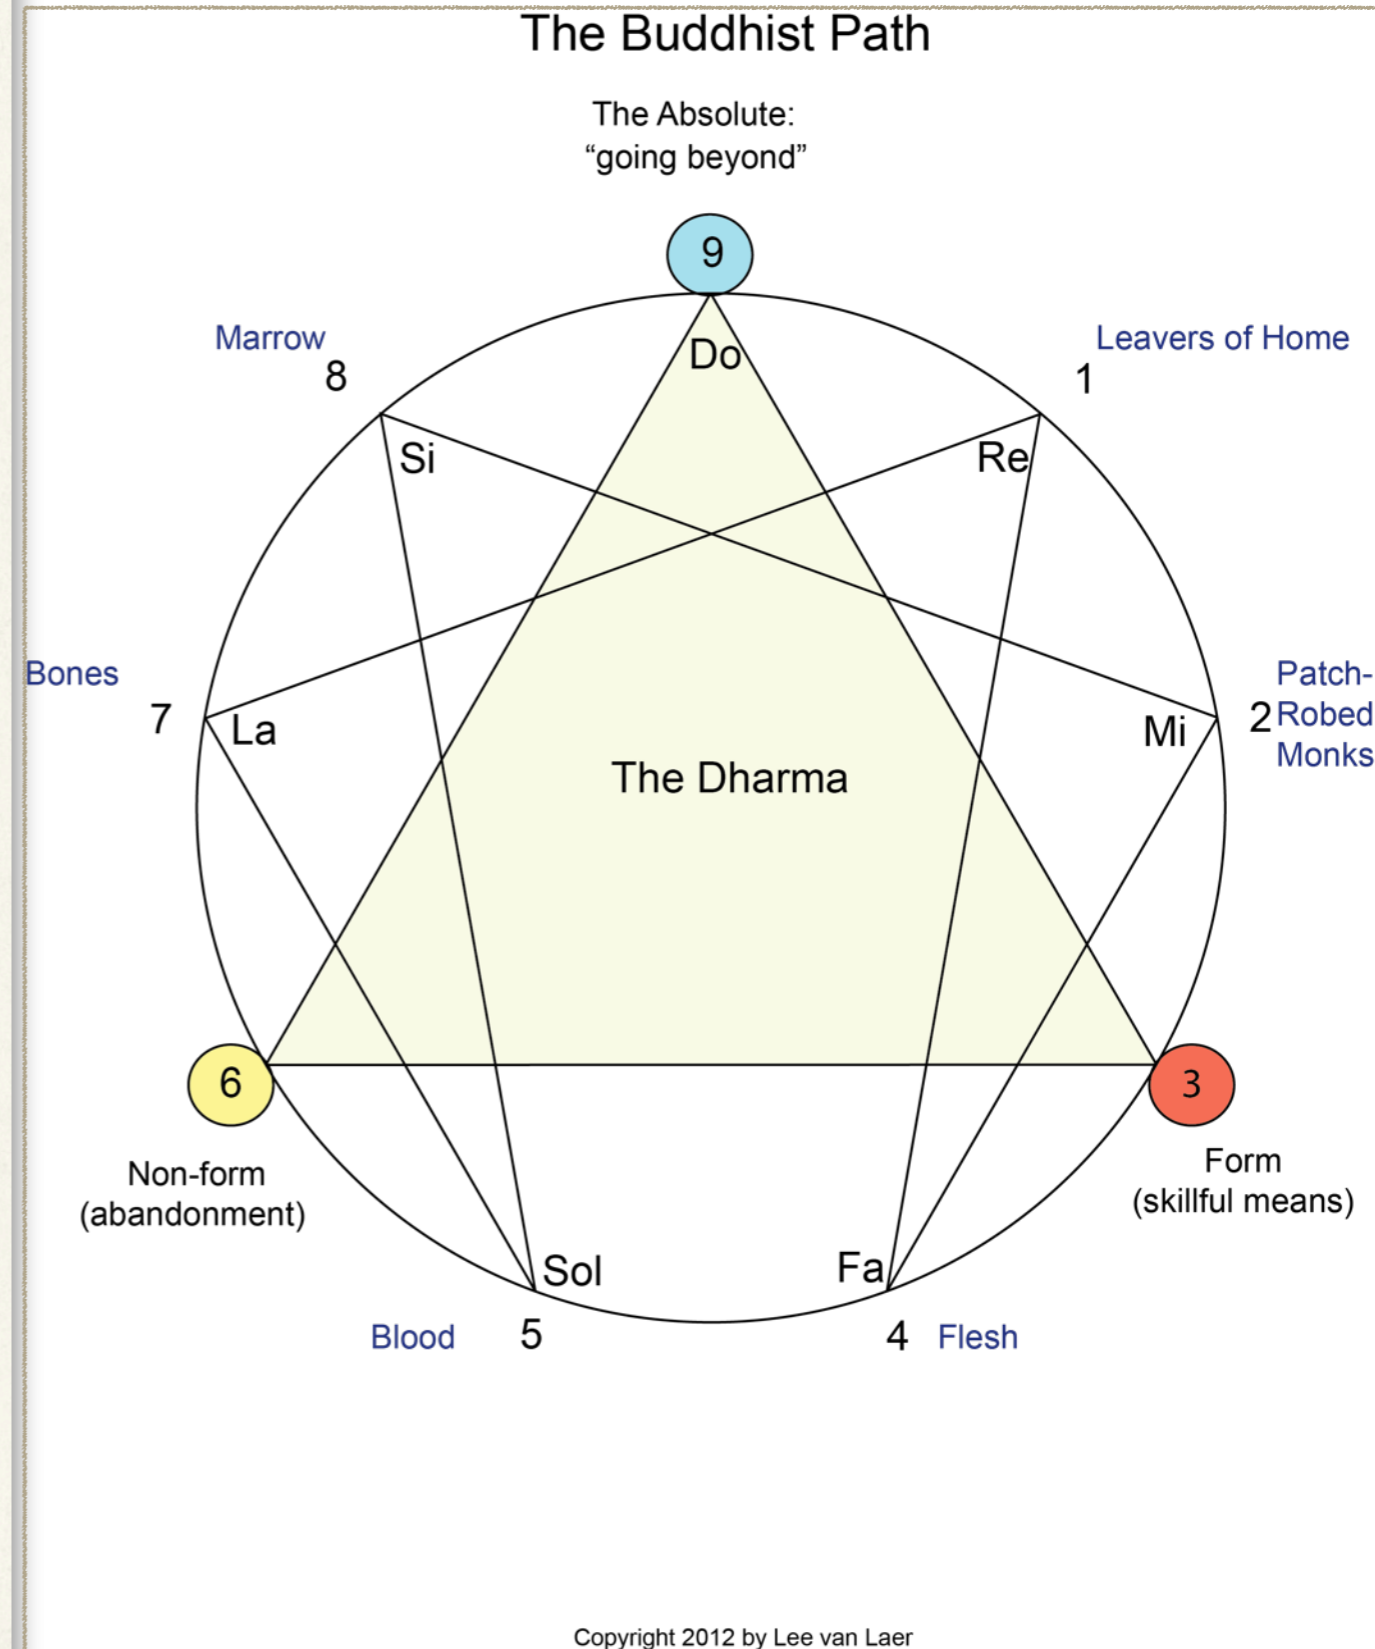 The Buddhist Path
The Absolute:
“going beyond”
9
Do
Marrow
8
Si
Leavers of Home
1
Re
Bones
7
La
Patch-
2 Robed
Monks
Mi
The Dharma
6
Non-form
(abandonment)
3
Form
(skillful means)
Sol
Blood 5
Fa
4 Flesh
Copyright 2012 by Lee van Laer